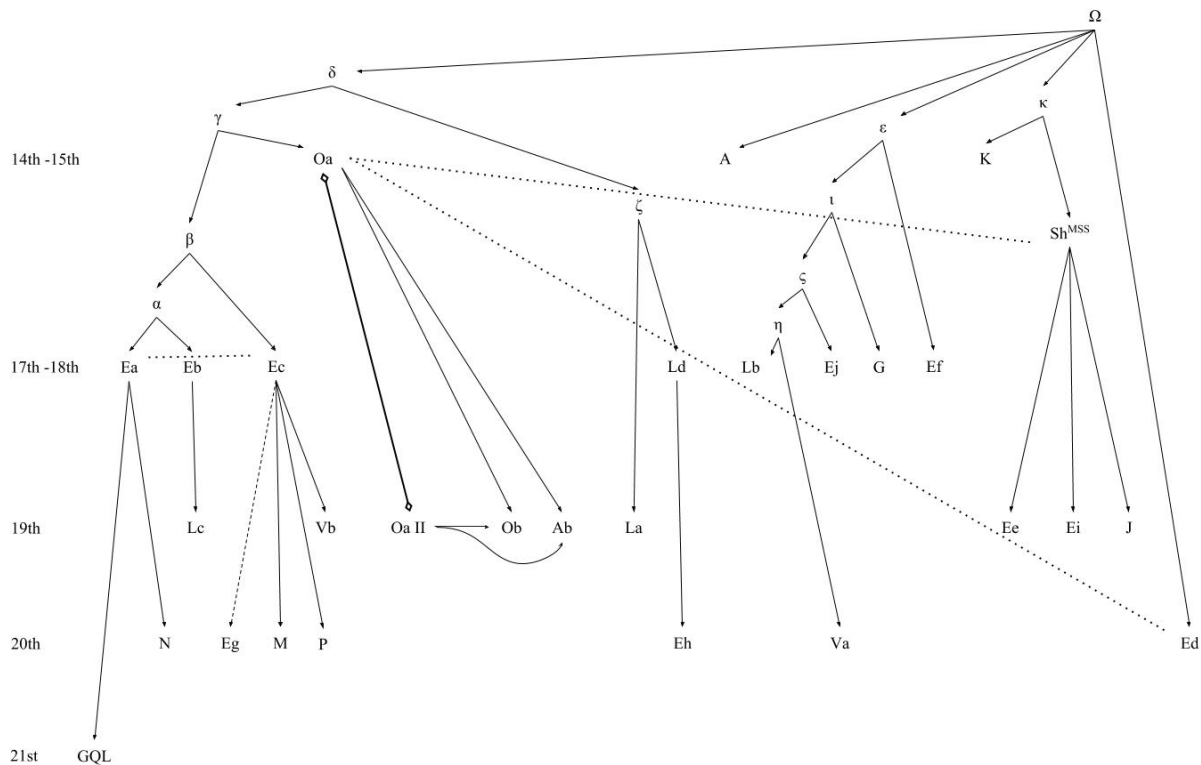 Ω
δ
κ
γ
ε
14th -15th Oa A K
ζ
ι
Sh^MSS
β
ς
α
η
17th -18th Ea Eb Ec Ld Lb Ej G Ef
19th Lc Vb Oa II Ob Ab La Ee Ei J
20th N Eg M P Eh Va Ed
21st GQL